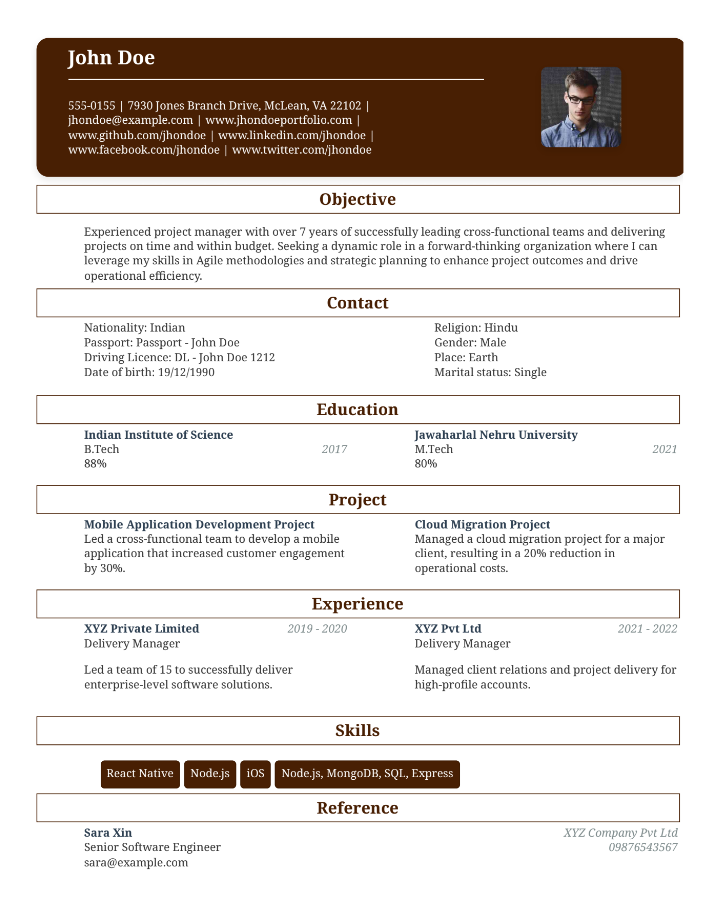 John Doe
555-0155 | 7930 Jones Branch Drive, McLean, VA 22102 |
jhondoe@example.com | www.jhondoeportfolio.com |
www.github.com/jhondoe | www.linkedin.com/jhondoe |
www.facebook.com/jhondoe | www.twitter.com/jhondoe
Objective
Experienced project manager with over 7 years of successfully leading cross-functional teams and delivering
projects on time and within budget. Seeking a dynamic role in a forward-thinking organization where I can
leverage my skills in Agile methodologies and strategic planning to enhance project outcomes and drive
operational efficiency.
Contact
Nationality: Indian
Passport: Passport - John Doe
Driving Licence: DL - John Doe 1212
Date of birth: 19/12/1990
Religion: Hindu
Gender: Male
Place: Earth
Marital status: Single
Education
Indian Institute of Science
B.Tech 2017
88%
Jawaharlal Nehru University
M.Tech 2021
80%
Project
Mobile Application Development Project
Led a cross-functional team to develop a mobile
application that increased customer engagement
by 30%.
Cloud Migration Project
Managed a cloud migration project for a major
client, resulting in a 20% reduction in
operational costs.
Experience
XYZ Private Limited 2019 - 2020
Delivery Manager
Led a team of 15 to successfully deliver
enterprise-level software solutions.
XYZ Pvt Ltd 2021 - 2022
Delivery Manager
Managed client relations and project delivery for
high-profile accounts.
Skills
React Native Node.js iOS Node.js, MongoDB, SQL, Express
Reference
Sara Xin XYZ Company Pvt Ltd
Senior Software Engineer 09876543567
sara@example.com